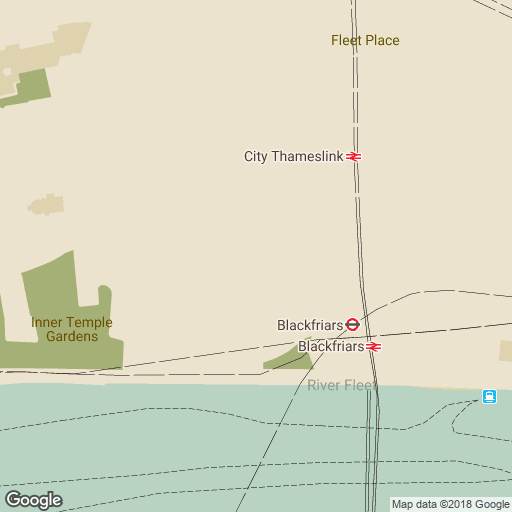 Fleet Place
City Thameslink
Inner Temple
Gardens
Blackfriars
Blackfriars
River Fleet
Google
Map data ©2018 Google